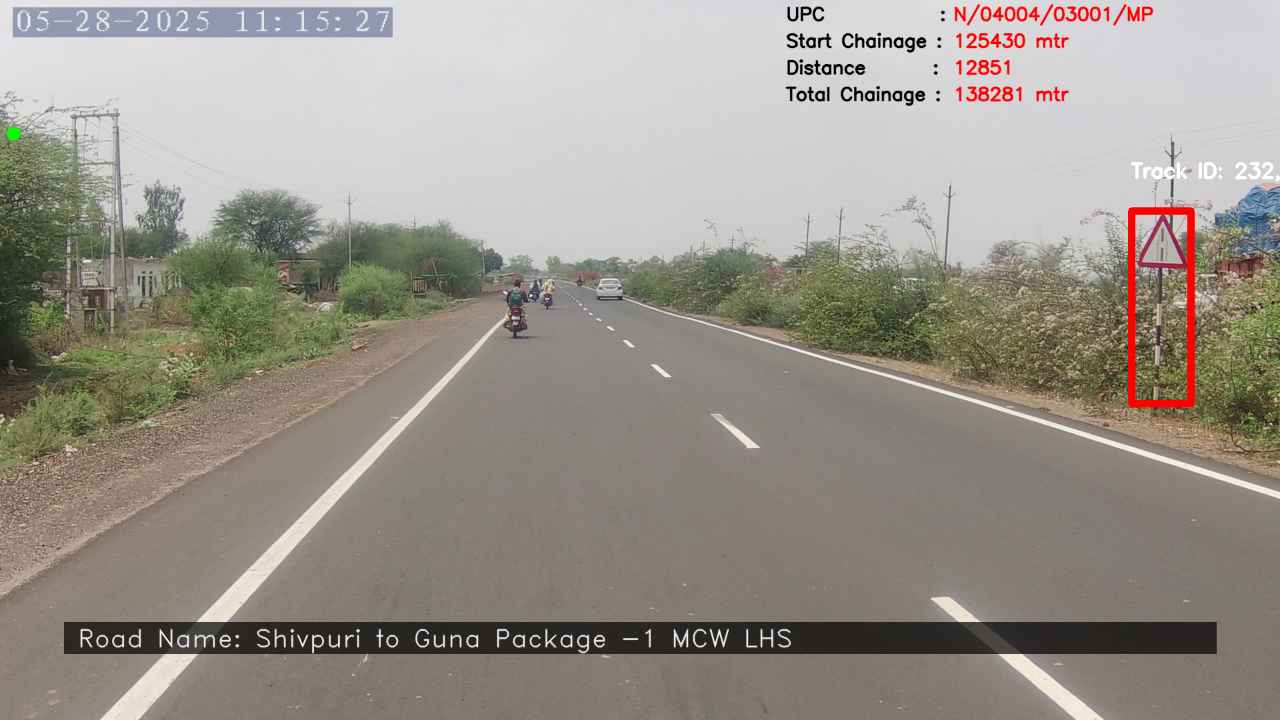 05-28-2025 11:15:27
UPC : N/04004/03001/MP
Start Chainage : 125430 mtr
Distance : 12851
Total Chainage : 138281 mtr
Track ID: 232,
Road Name: Shivpuri to Guna Package -1 MCW LHS